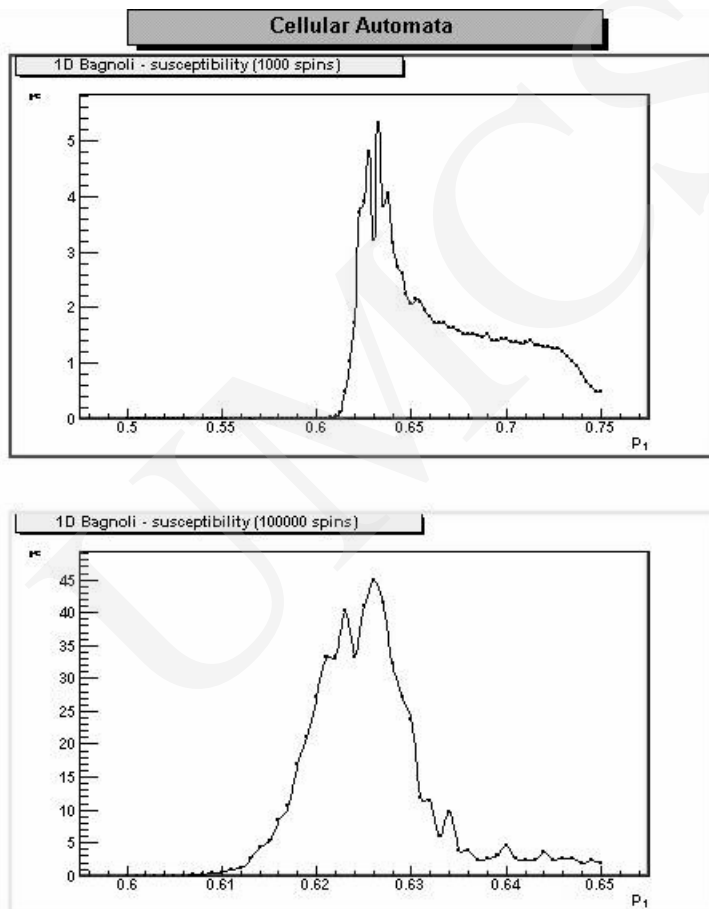 Cellular Automata
1D Bagnoli - susceptibility (1000 spins)
5
4
3
2
1
0
0.5 0.55 0.6 0.65 0.7 0.75
P1
1D Bagnoli - susceptibility (100000 spins)
45
40
35
30
25
20
15
10
5
0
0.6 0.61 0.62 0.63 0.64 0.65
P1
UMCS